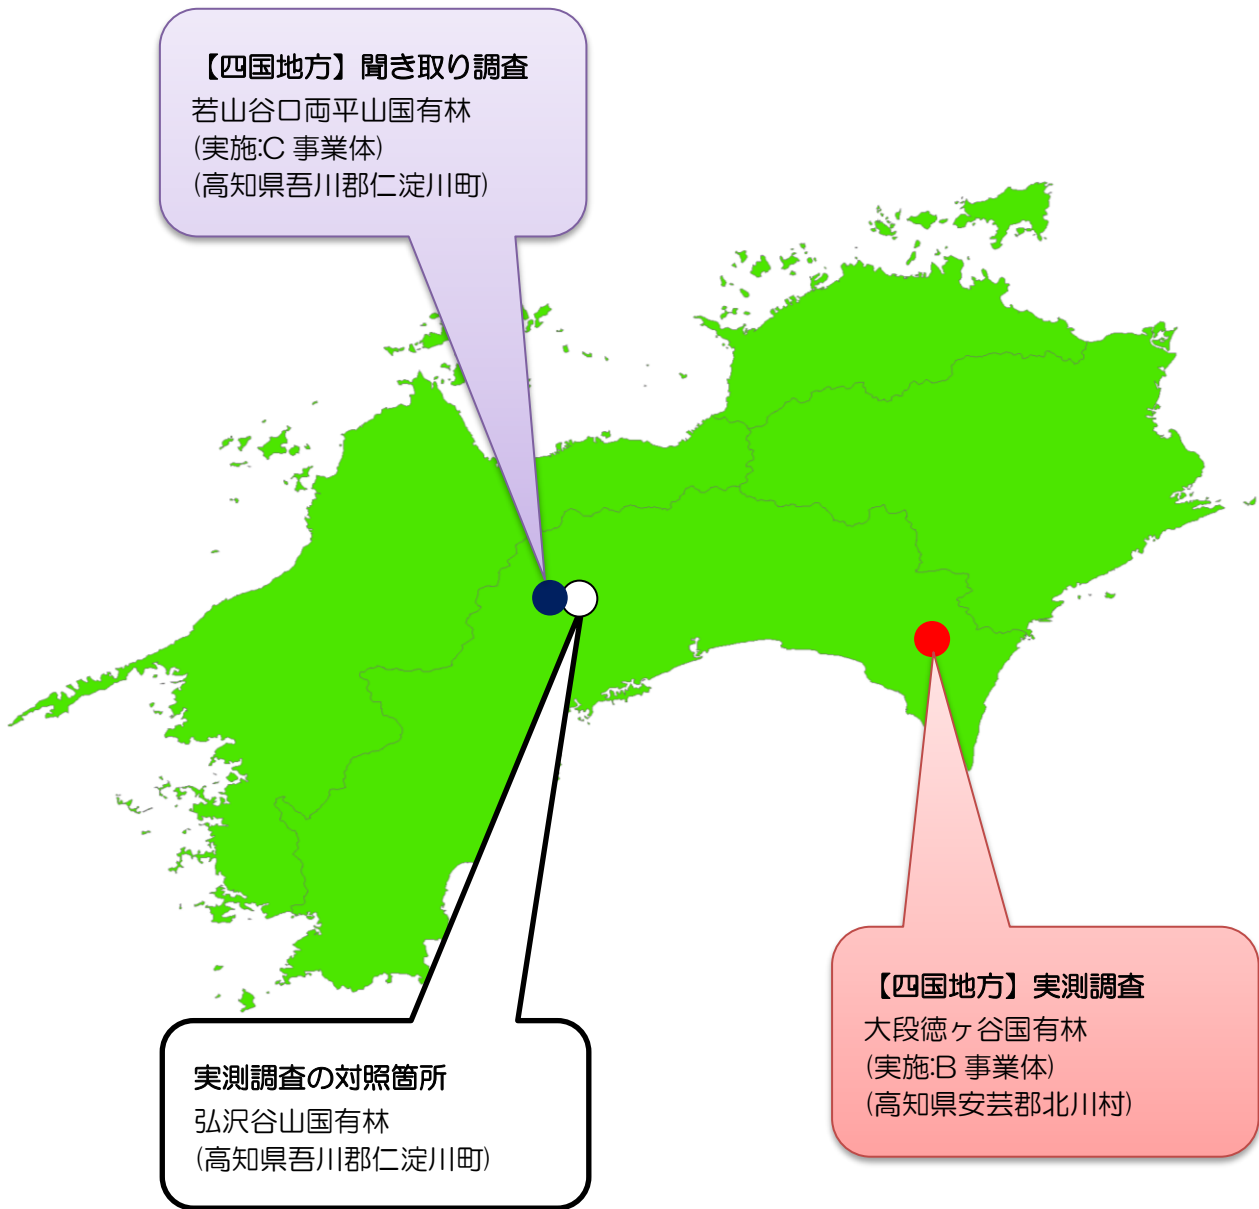 【四国地方】聞き取り調査
若山谷口両平山国有林
(実施:C 事業体)
(高知県吾川郡仁淀川町)
【四国地方】実測調査
大段徳ヶ谷国有林
(実施:B 事業体)
(高知県安芸郡北川村)
実測調査の対照箇所
弘沢谷山国有林
(高知県吾川郡仁淀川町)